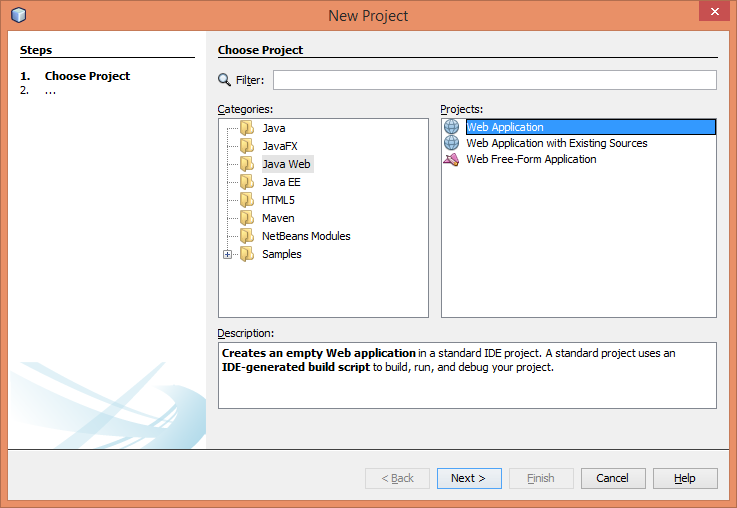 New Project
Steps
1. Choose Project
2. ...
Choose Project
Filter:
Categories:
Java
JavaFX
Java Web
Java EE
HTML5
Maven
NetBeans Modules
Samples
Projects:
Web Application
Web Application with Existing Sources
Web Free-Form Application
Description:
Creates an empty Web application in a standard IDE project. A standard project uses an
IDE-generated build script to build, run, and debug your project.
< Back
Next >
Finish
Cancel
Help